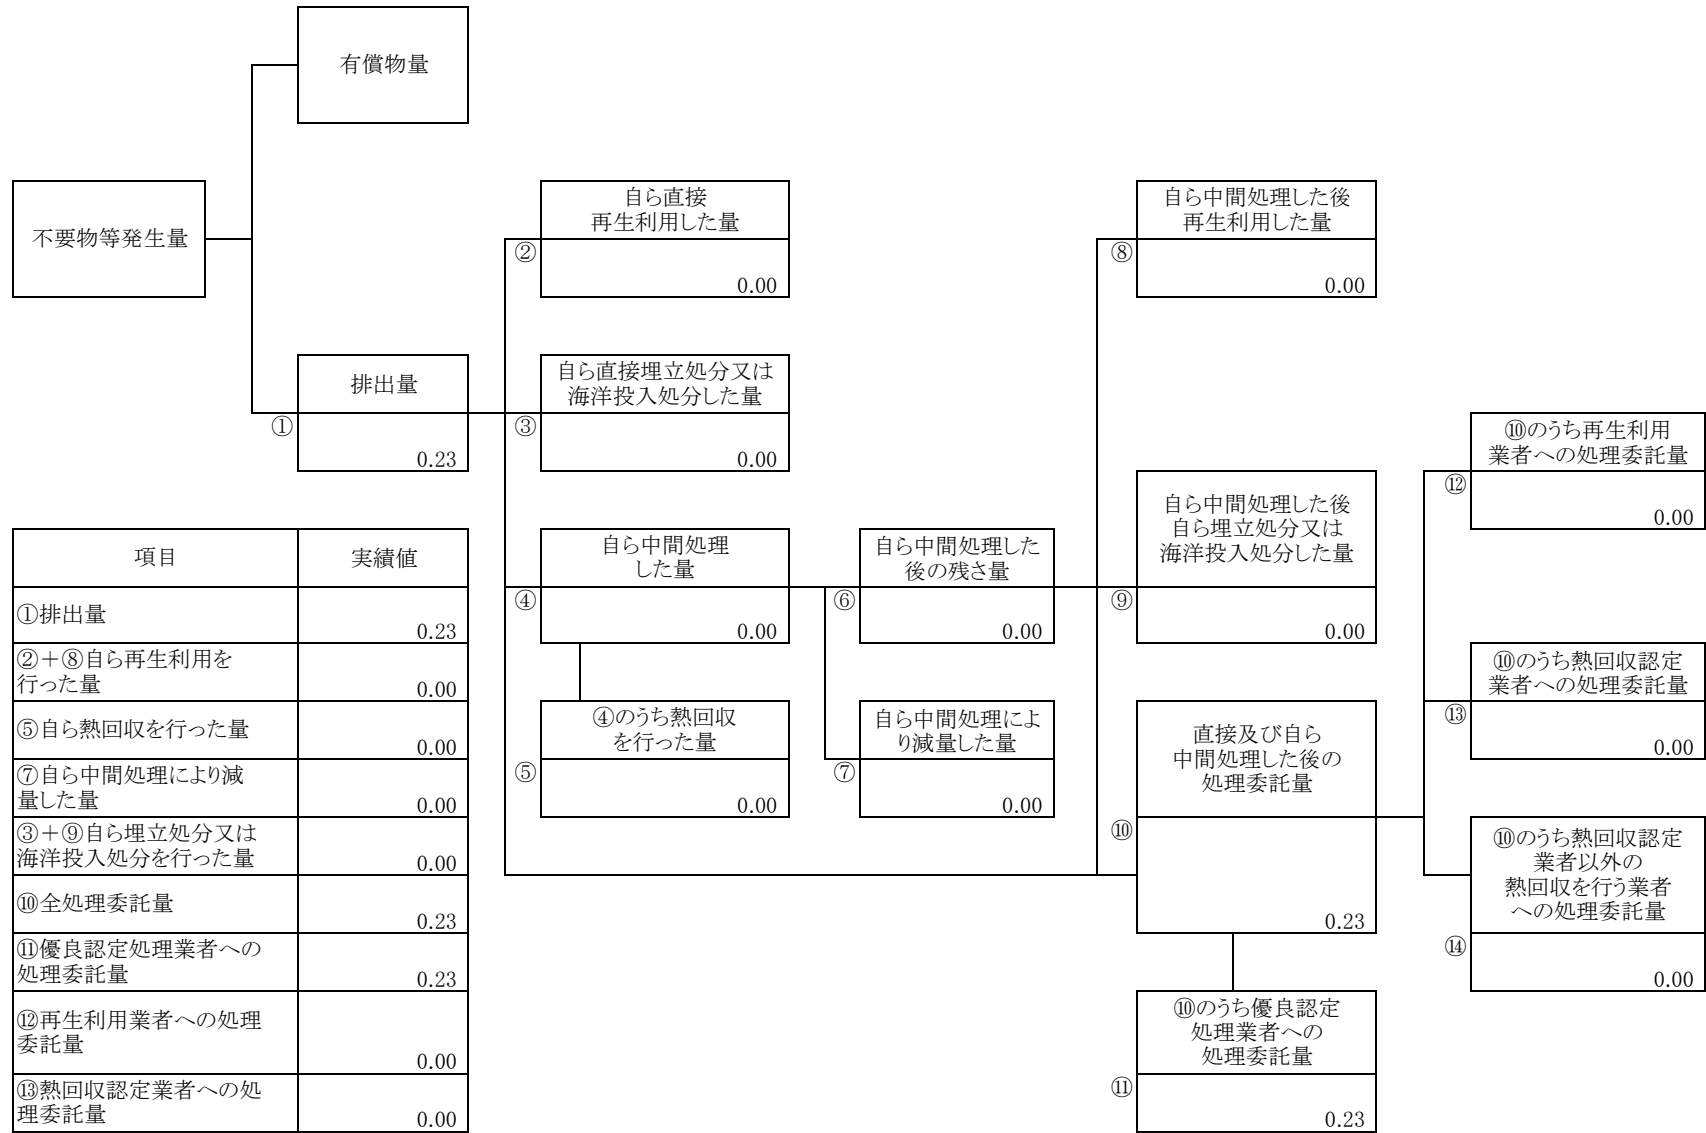 有償物量
不要物等発生量
自ら直接
再生利用した量
②
0.00
自ら中間処理した後
再生利用した量
⑧
0.00
排出量
①
0.23
自ら直接埋立処分又は
海洋投入処分した量
③
0.00
⑩のうち再生利用
業者への処理委託量
⑫
0.00
自ら中間処理
した量
④
0.00
自ら中間処理した
後の残さ量
⑥
0.00
自ら中間処理した後
自ら埋立処分又は
海洋投入処分した量
⑨
0.00
⑩のうち熱回収認定
業者への処理委託量
⑬
0.00
④のうち熱回収
を行った量
⑤
0.00
自ら中間処理によ
り減量した量
⑦
0.00
直接及び自ら
中間処理した後の
処理委託量
⑩
0.23
⑩のうち熱回収認定
業者以外の
熱回収を行う業者
への処理委託量
⑭
0.00
⑩のうち優良認定
処理業者への
処理委託量
⑪
0.23
項目 実績値
①排出量
0.23
②＋⑧自ら再生利用を
行った量
0.00
⑤自ら熱回収を行った量
0.00
⑦自ら中間処理により減
量した量
0.00
③＋⑨自ら埋立処分又は
海洋投入処分を行った量
0.00
⑩全処理委託量
0.23
⑪優良認定処理業者への
処理委託量
0.23
⑫再生利用業者への処理
委託量
0.00
⑬熱回収認定業者への処
理委託量
0.00